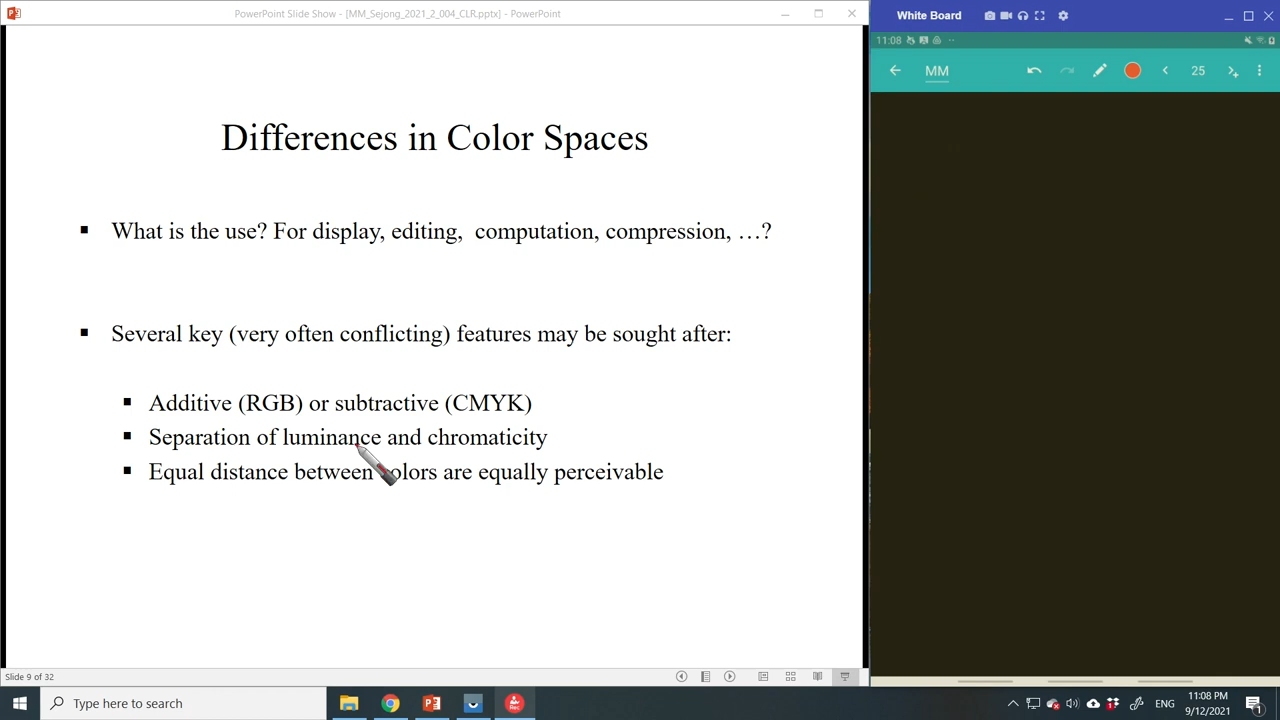 PowerPoint Slide Show - [MM_Sejong_2021_2_004_CLR.pptx] - PowerPoint
White Board
11:08
MM
25
Differences in Color Spaces
▪ What is the use? For display, editing, computation, compression, …?
▪ Several key (very often conflicting) features may be sought after:
▪ Additive (RGB) or subtractive (CMYK)
▪ Separation of luminance and chromaticity
▪ Equal distance between colors are equally perceivable
Slide 9 of 32
Type here to search
ENG
11:08 PM
9/12/2021
1